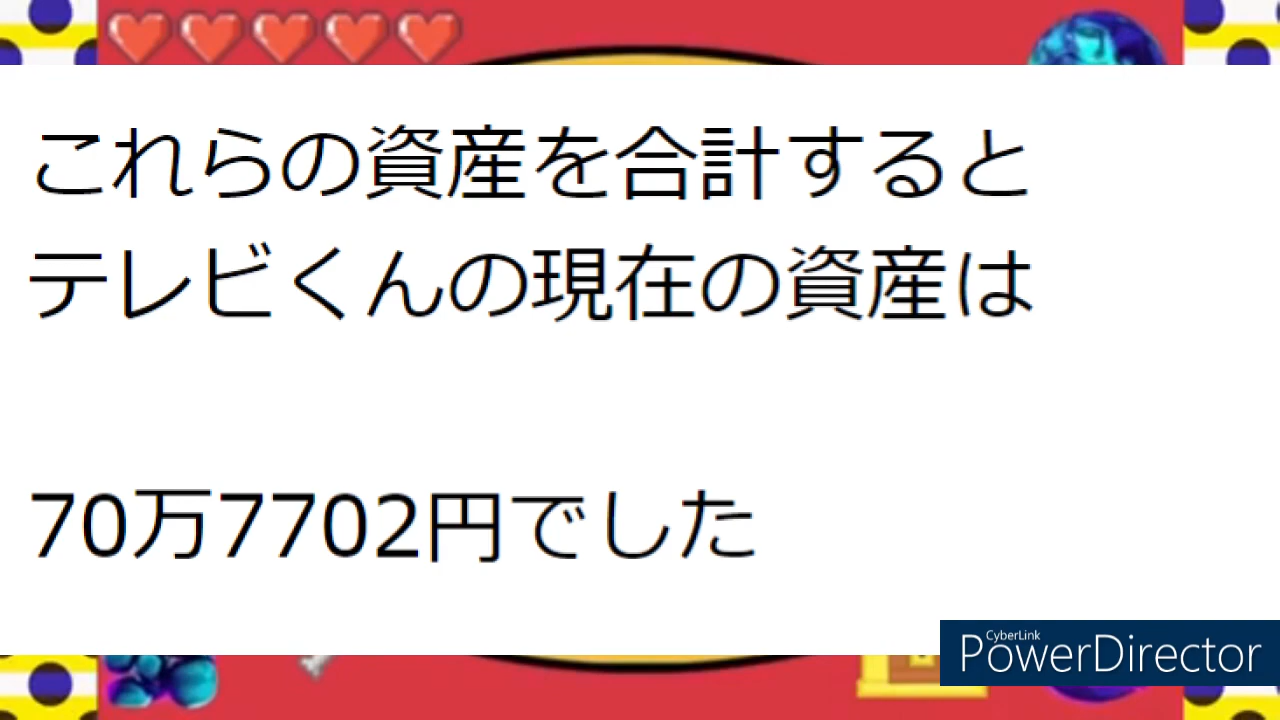 これらの資産を合計すると
テレビくんの現在の資産は
70万7702円でした
CyberLink
PowerDirector